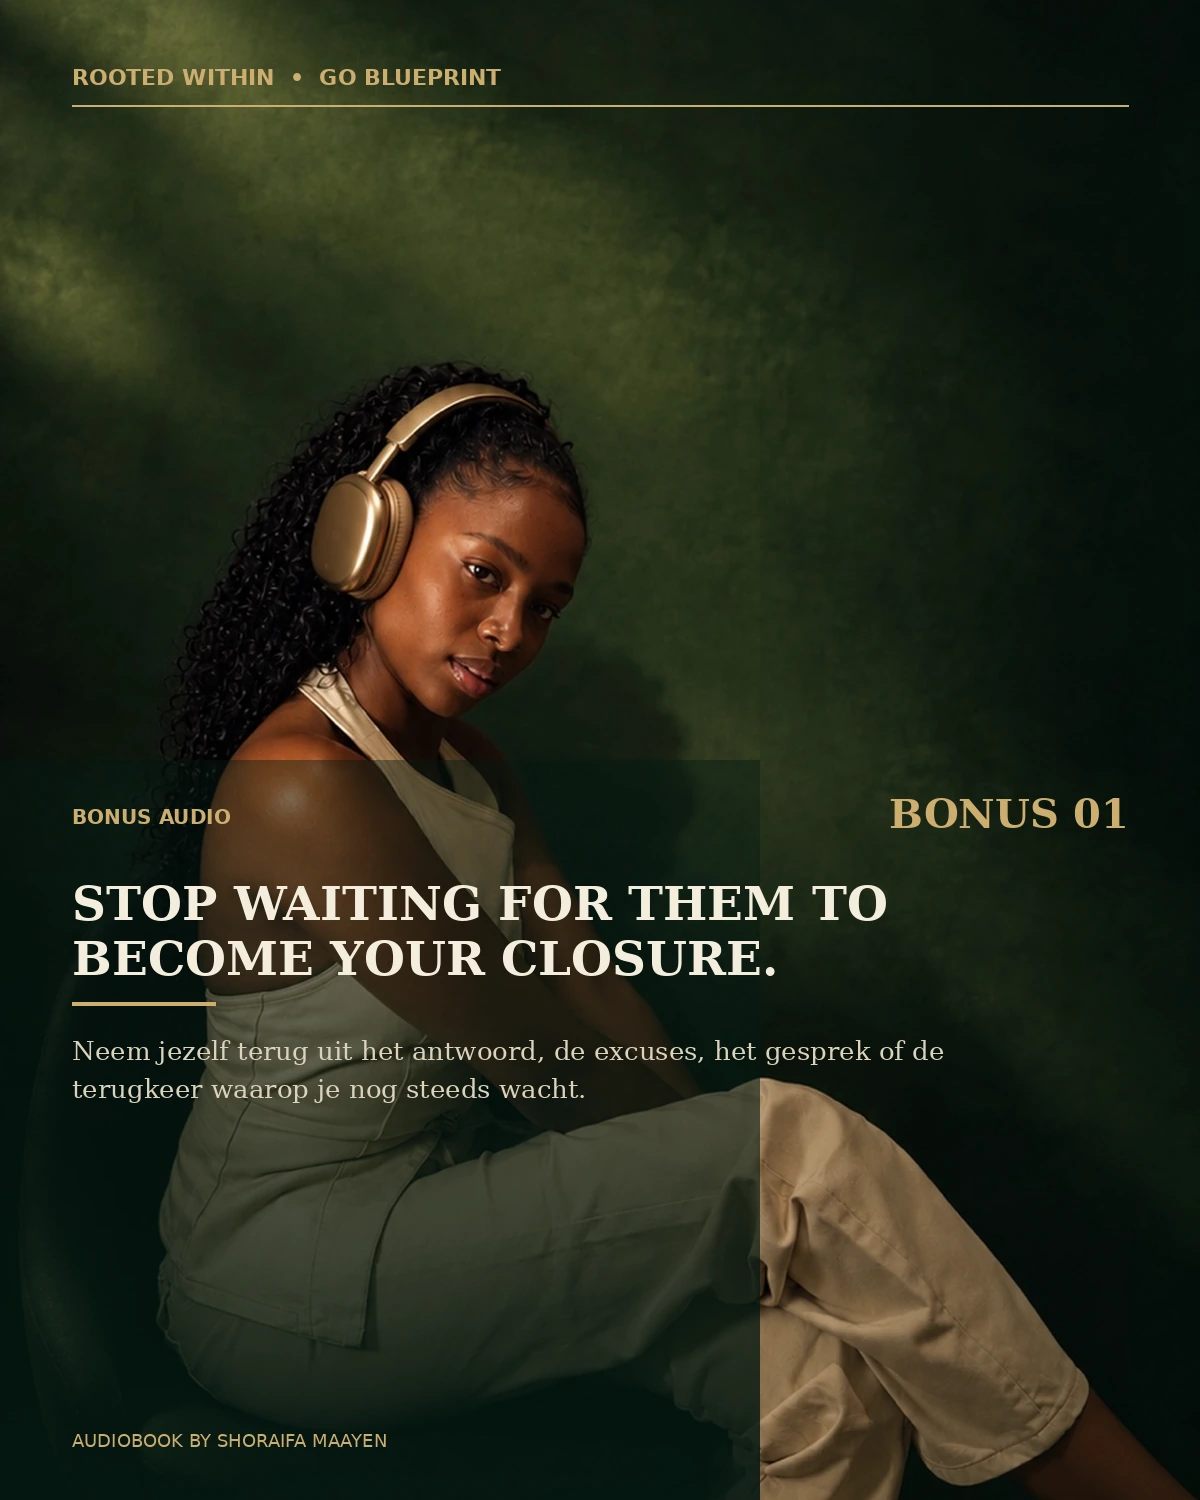 ROOTED WITHIN • GO BLUEPRINT
BONUS AUDIO
BONUS 01
STOP WAITING FOR THEM TO
BECOME YOUR CLOSURE.
Neem jezelf terug uit het antwoord, de excuses, het gesprek of de
terugkeer waarop je nog steeds wacht.
AUDIOBOOK BY SHORAIFA MAAYEN